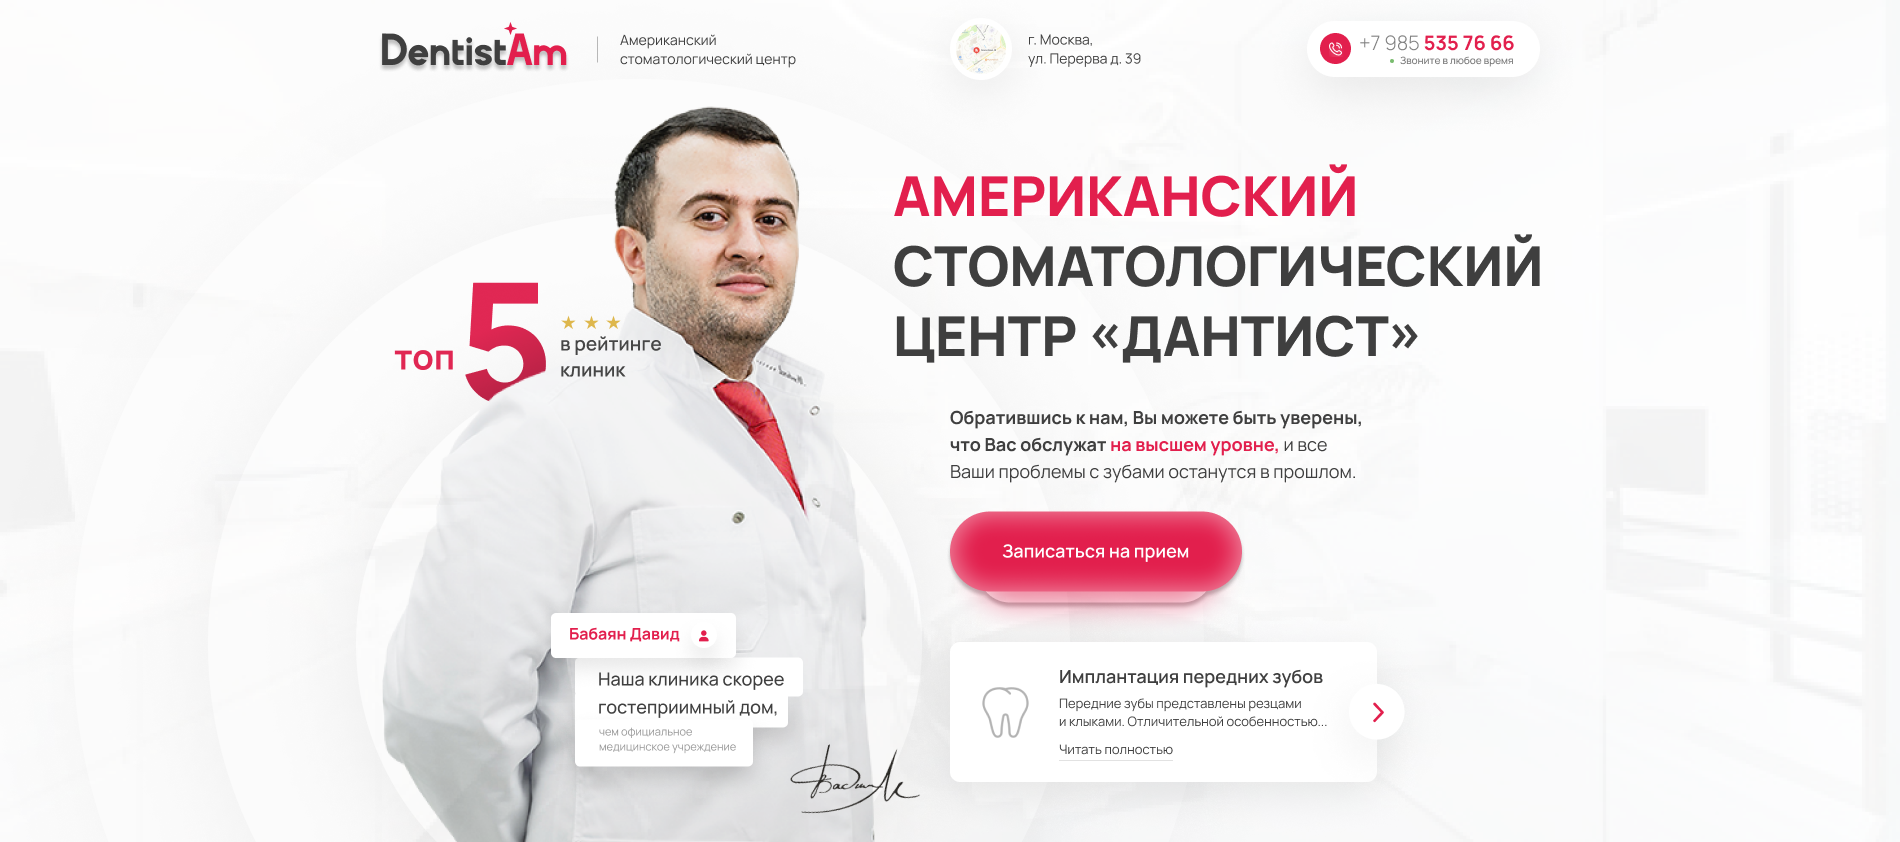 DentistAm
Американский
стоматологический центр
г. Москва,
ул. Перерва д. 39
+7 985 535 76 66
Звоните в любое время
АМЕРИКАНСКИЙ
СТОМАТОЛОГИЧЕСКИЙ
ЦЕНТР «ДАНТИСТ»
топ 5
в рейтинге
клиник
Обратившись к нам, Вы можете быть уверены,
что Вас обслужат на высшем уровне, и все
Ваши проблемы с зубами останутся в прошлом.
Записаться на прием
Бабаян Давид
Наша клиника скорее
гостеприимный дом,
чем официальное
медицинское учреждение
Имплантация передних зубов
Передние зубы представлены резцами
и клыками. Отличительной особенностью...
Читать полностью